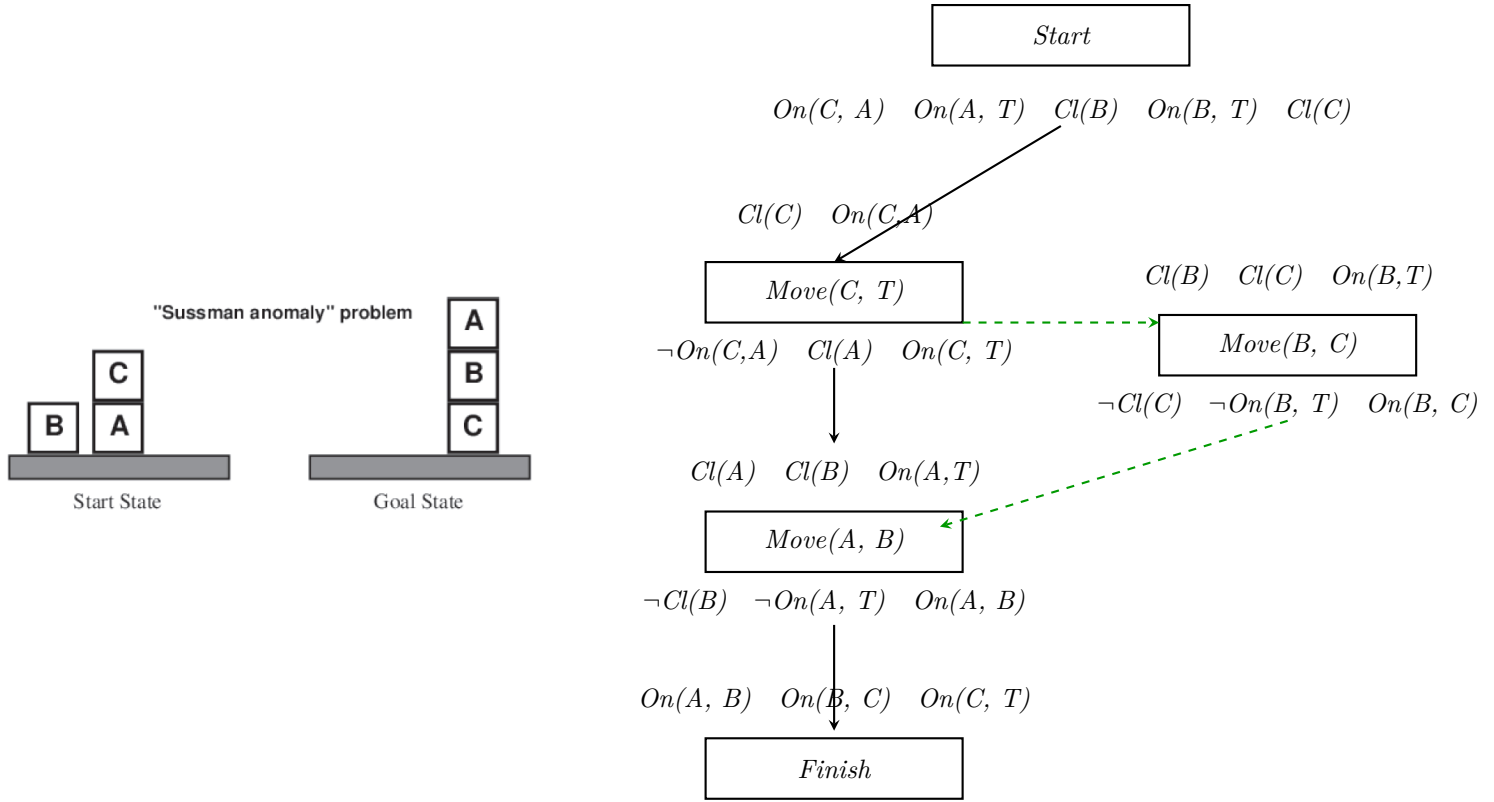 Start
On(C, A) On(A, T) Cl(B) On(B, T) Cl(C)
Cl(C) On(C,A)
Move(C, T)
¬On(C,A) Cl(A) On(C, T)
Cl(B) Cl(C) On(B,T)
Move(B, C)
¬Cl(C) ¬On(B, T) On(B, C)
Cl(A) Cl(B) On(A,T)
Move(A, B)
¬Cl(B) ¬On(A, T) On(A, B)
On(A, B) On(B, C) On(C, T)
Finish
"Sussman anomaly" problem
C
B A
Start State
A
B
C
Goal State